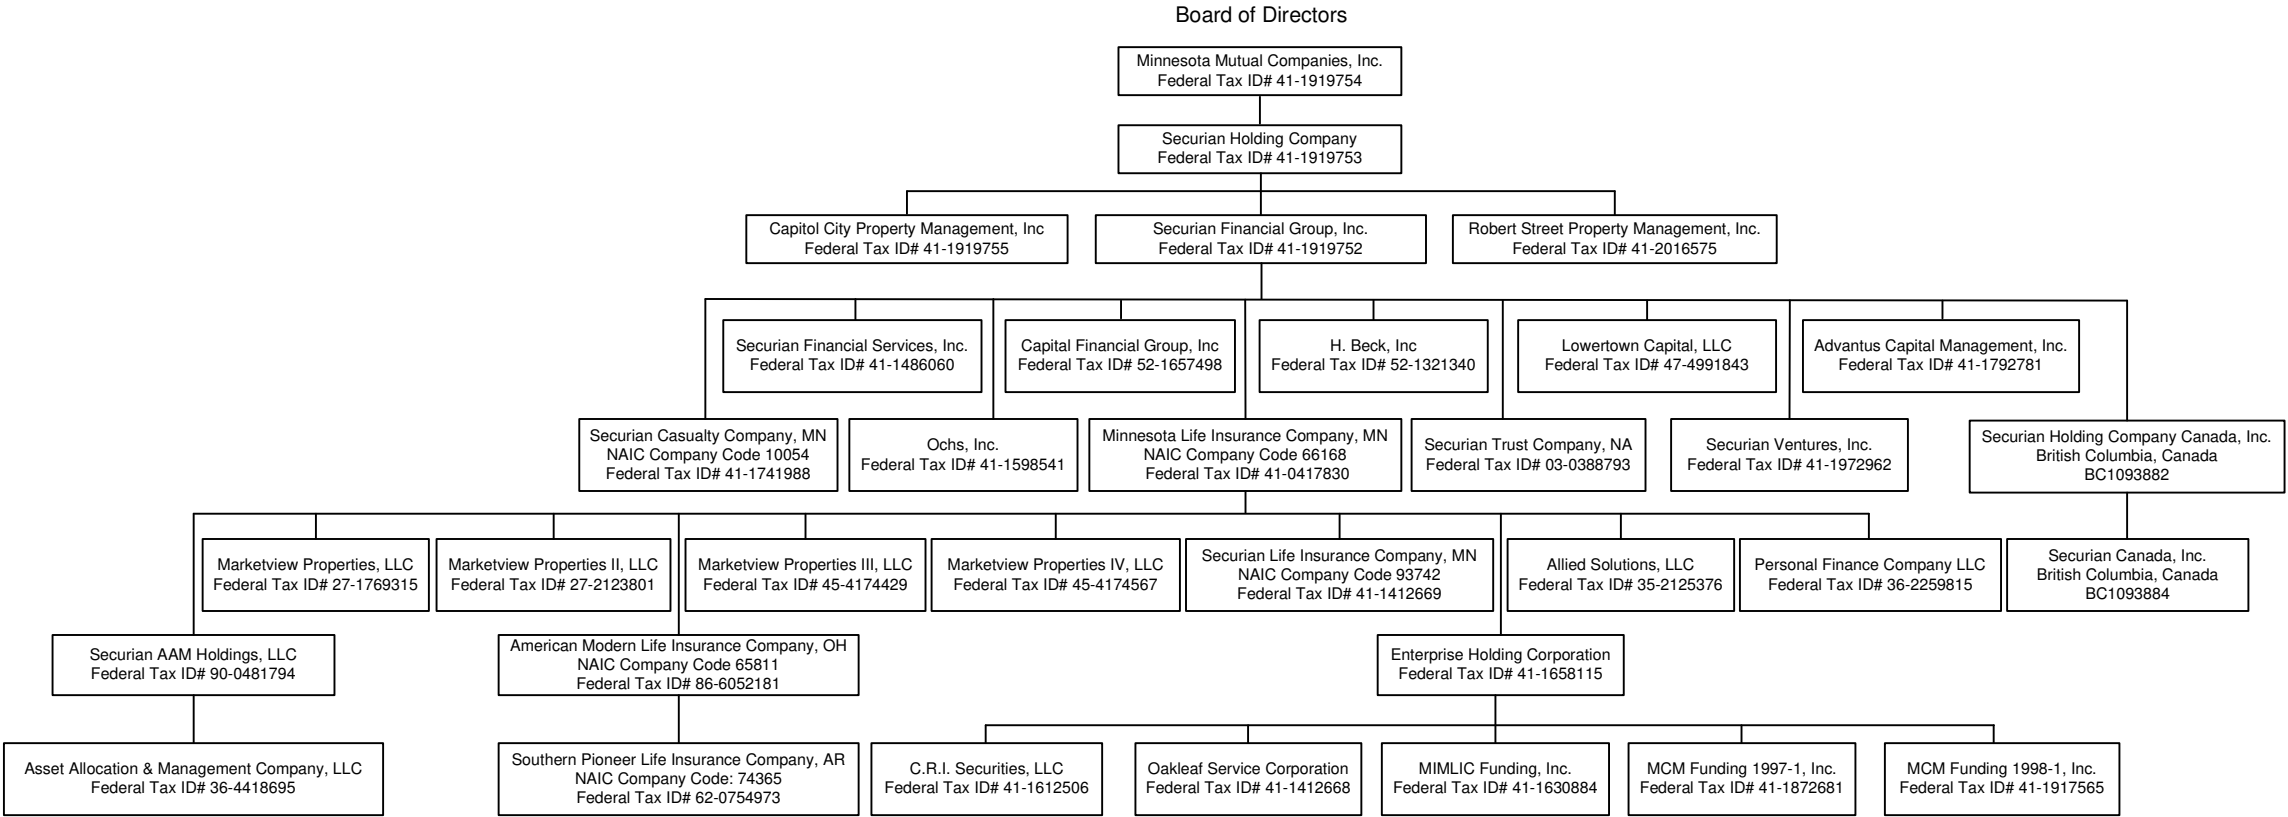 Board of Directors
Minnesota Mutual Companies, Inc.
Federal Tax ID# 41-1919754
Securian Holding Company
Federal Tax ID# 41-1919753
Capitol City Property Management, Inc
Federal Tax ID# 41-1919755
Securian Financial Group, Inc.
Federal Tax ID# 41-1919752
Robert Street Property Management, Inc.
Federal Tax ID# 41-2016575
Securian Financial Services, Inc.
Federal Tax ID# 41-1486060
Capital Financial Group, Inc
Federal Tax ID# 52-1657498
H. Beck, Inc
Federal Tax ID# 52-1321340
Lowertown Capital, LLC
Federal Tax ID# 47-4991843
Advantus Capital Management, Inc.
Federal Tax ID# 41-1792781
Securian Casualty Company, MN
NAIC Company Code 10054
Federal Tax ID# 41-1741988
Ochs, Inc.
Federal Tax ID# 41-1598541
Minnesota Life Insurance Company, MN
NAIC Company Code 66168
Federal Tax ID# 41-0417830
Securian Trust Company, NA
Federal Tax ID# 03-0388793
Securian Ventures, Inc.
Federal Tax ID# 41-1972962
Securian Holding Company Canada, Inc.
British Columbia, Canada
BC1093882
Marketview Properties, LLC
Federal Tax ID# 27-1769315
Marketview Properties II, LLC
Federal Tax ID# 27-2123801
Marketview Properties III, LLC
Federal Tax ID# 45-4174429
Marketview Properties IV, LLC
Federal Tax ID# 45-4174567
Securian Life Insurance Company, MN
NAIC Company Code 93742
Federal Tax ID# 41-1412669
Allied Solutions, LLC
Federal Tax ID# 35-2125376
Personal Finance Company LLC
Federal Tax ID# 36-2259815
Securian Canada, Inc.
British Columbia, Canada
BC1093884
Securian AAM Holdings, LLC
Federal Tax ID# 90-0481794
American Modern Life Insurance Company, OH
NAIC Company Code 65811
Federal Tax ID# 86-6052181
Enterprise Holding Corporation
Federal Tax ID# 41-1658115
Asset Allocation & Management Company, LLC
Federal Tax ID# 36-4418695
Southern Pioneer Life Insurance Company, AR
NAIC Company Code: 74365
Federal Tax ID# 62-0754973
C.R.I. Securities, LLC
Federal Tax ID# 41-1612506
Oakleaf Service Corporation
Federal Tax ID# 41-1412668
MIMLIC Funding, Inc.
Federal Tax ID# 41-1630884
MCM Funding 1997-1, Inc.
Federal Tax ID# 41-1872681
MCM Funding 1998-1, Inc.
Federal Tax ID# 41-1917565